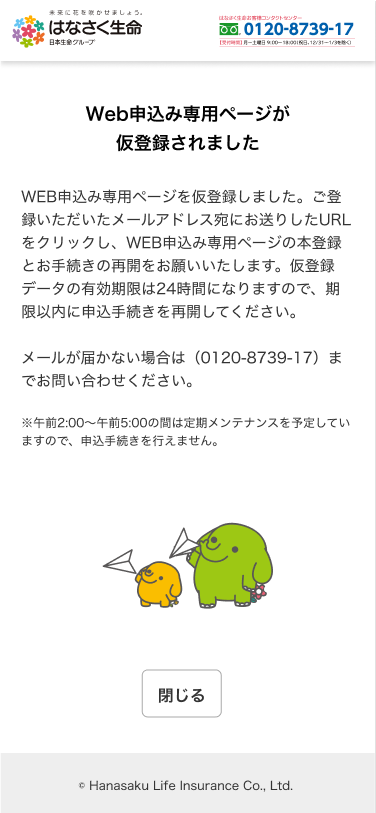 未来に花を咲かせましょう。
はなさく生命
日本生命グループ
はなさく生命お客様コンタクトセンター
0120-8739-17
【受付時間】月〜土曜日 9:00〜18:00(祝日、12/31〜1/3を除く)
Web申込み専用ページが
仮登録されました
WEB申込み専用ページを仮登録しました。ご登
録いただいたメールアドレス宛にお送りしたURL
をクリックし、WEB申込み専用ページの本登録
とお手続きの再開をお願いいたします。仮登録
データの有効期限は24時間になりますので、期
限以内に申込手続きを再開してください。
メールが届かない場合は（0120-8739-17）ま
でお問い合わせください。
※午前2:00〜午前5:00の間は定期メンテナンスを予定してい
ますので、申込手続きを行えません。
閉じる
© Hanasaku Life Insurance Co., Ltd.